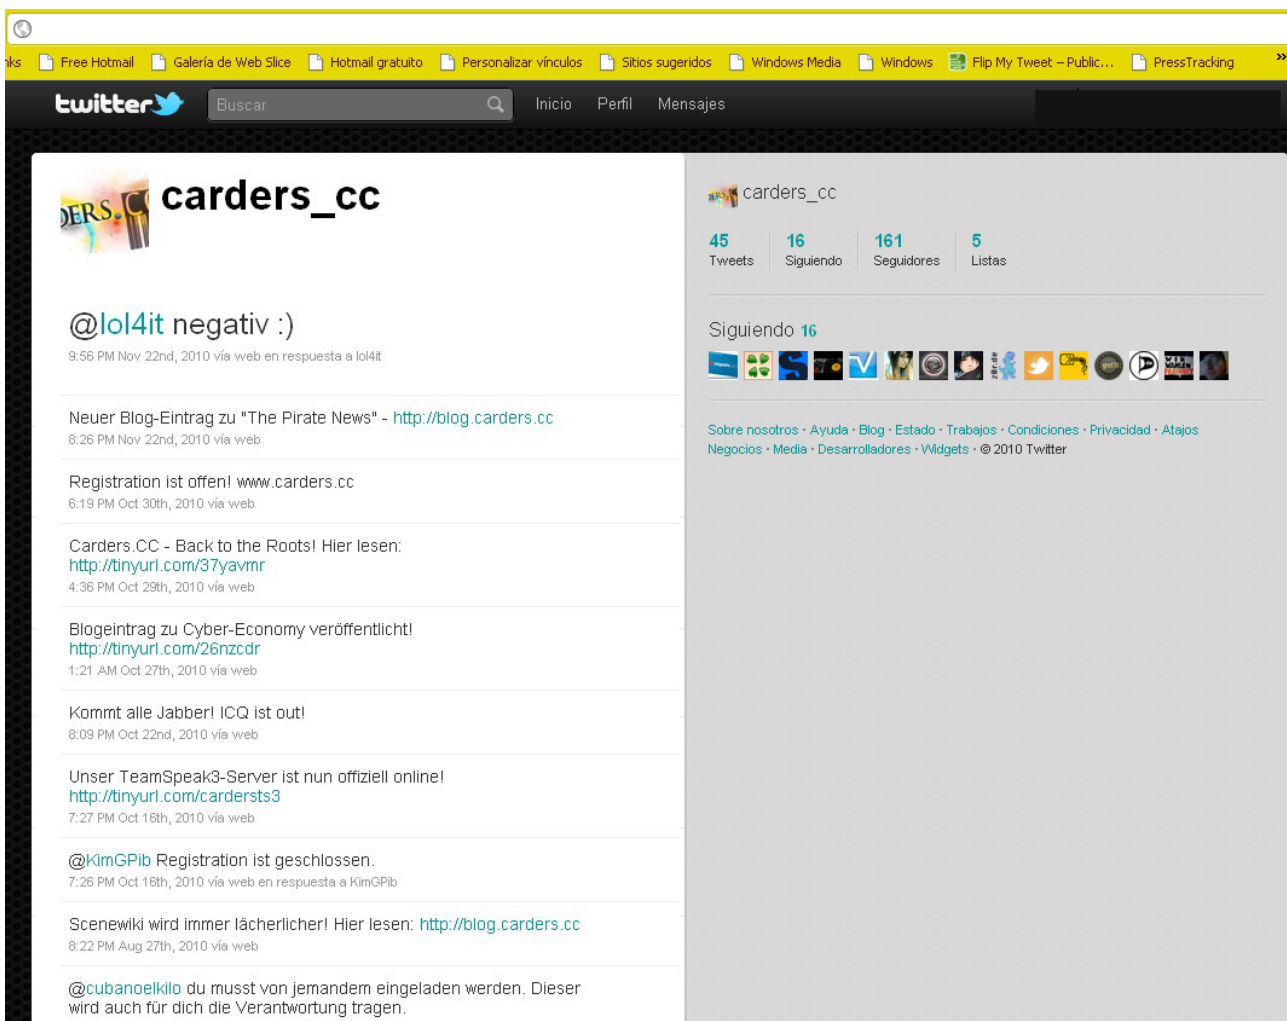 Free Hotmail Galería de Web Slice Hotmail gratuito Personalizar vínculos Sitios sugeridos Windows Media Windows Flip My Tweet – Public... PressTracking »
twitter Buscar Inicio Perfil Mensajes
carders_cc
@lol4it negativ :)
9:56 PM Nov 22nd, 2010 vía web en respuesta a lol4it
Neuer Blog-Eintrag zu "The Pirate News" - http://blog.carders.cc
8:26 PM Nov 22nd, 2010 vía web
Registration ist offen! www.carders.cc
6:19 PM Oct 30th, 2010 vía web
Carders.CC - Back to the Roots! Hier lesen:
http://tinyurl.com/37yavmr
4:36 PM Oct 29th, 2010 vía web
Blogeintrag zu Cyber-Economy veröffentlicht!
http://tinyurl.com/26nzcdr
1:21 AM Oct 27th, 2010 vía web
Kommt alle Jabber! ICQ ist out!
8:09 PM Oct 22nd, 2010 vía web
Unser TeamSpeak3-Server ist nun offiziell online!
http://tinyurl.com/cardersts3
7:27 PM Oct 16th, 2010 vía web
@KimGPib Registration ist geschlossen.
7:26 PM Oct 16th, 2010 vía web en respuesta a KimGPib
Scenewiki wird immer lächerlicher! Hier lesen: http://blog.carders.cc
8:22 PM Aug 27th, 2010 vía web
@cubanoelkilo du musst von jemandem eingeladen werden. Dieser
wird auch für dich die Verantwortung tragen.
carders_cc
45 16 161 5
Tweets Siguiendo Seguidores Listas
Siguiendo 16
Sobre nosotros · Ayuda · Blog · Estado · Trabajos · Condiciones · Privacidad · Atajos
Negocios · Media · Desarrolladores · Widgets · © 2010 Twitter